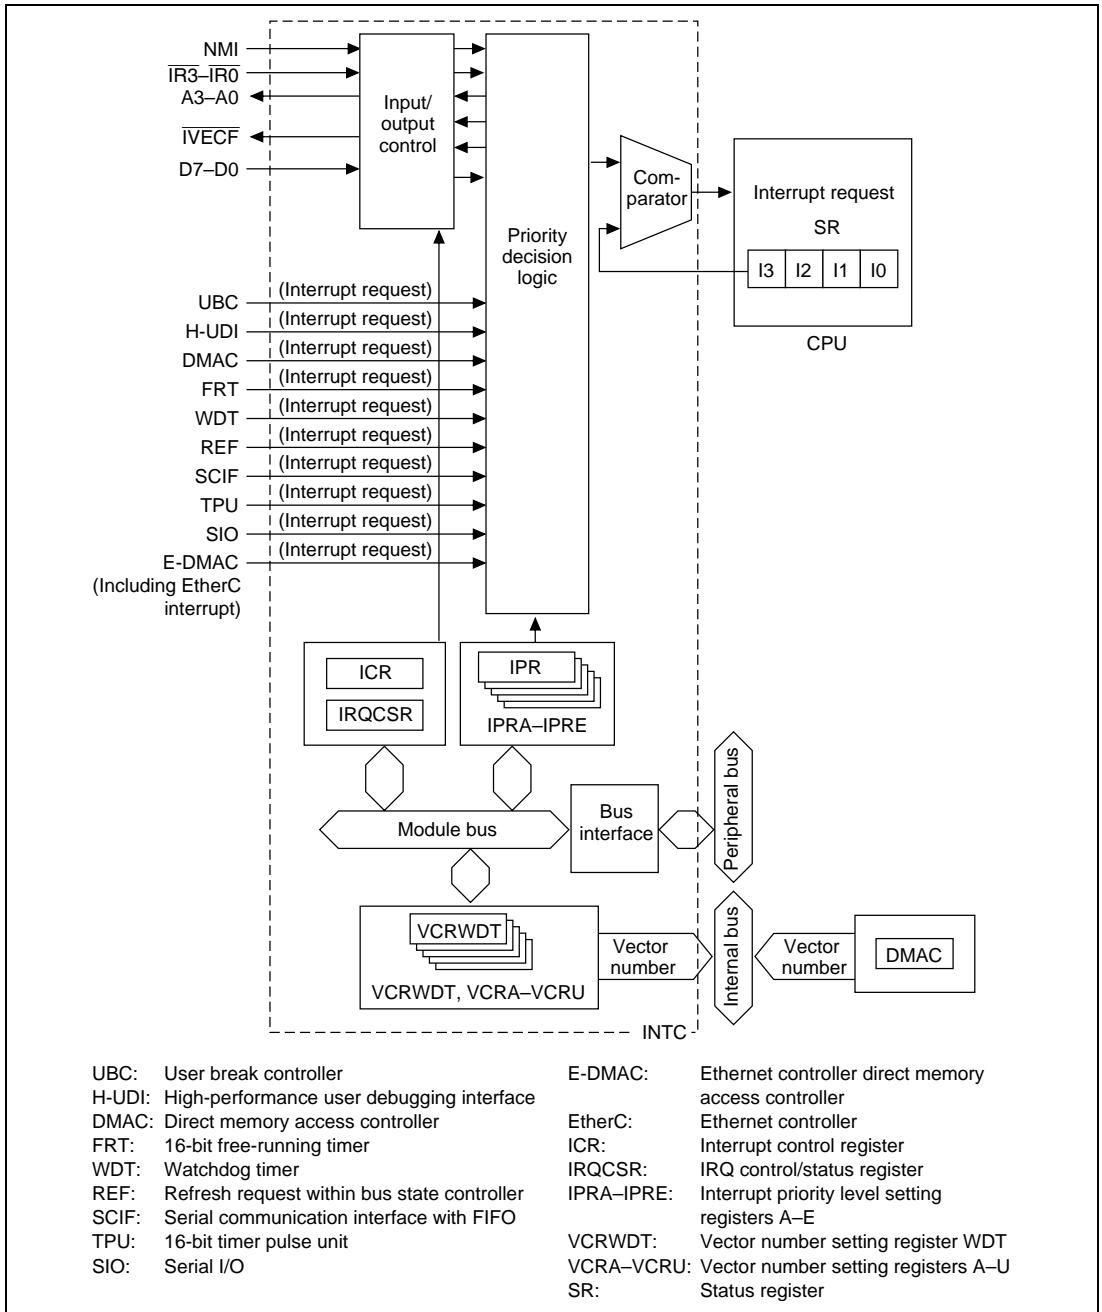 NMI
IR3–IR0
A3–A0
IVECF
D7–D0
Input/
output
control
Priority
decision
logic
Com-
parator
Interrupt request
SR
I3 I2 I1 I0
CPU
UBC (Interrupt request)
H-UDI (Interrupt request)
DMAC (Interrupt request)
FRT (Interrupt request)
WDT (Interrupt request)
REF (Interrupt request)
SCIF (Interrupt request)
TPU (Interrupt request)
SIO (Interrupt request)
E-DMAC (Interrupt request)
(Including EtherC
interrupt)
ICR
IRQCSR
IPR
IPRA–IPRE
Module bus
Bus
interface
Peripheral bus
VCRWDT
VCRWDT, VCRA–VCRU
Vector
number
Internal bus
Vector
number
DMAC
INTC
UBC: User break controller
H-UDI: High-performance user debugging interface
DMAC: Direct memory access controller
FRT: 16-bit free-running timer
WDT: Watchdog timer
REF: Refresh request within bus state controller
SCIF: Serial communication interface with FIFO
TPU: 16-bit timer pulse unit
SIO: Serial I/O
E-DMAC: Ethernet controller direct memory
access controller
EtherC: Ethernet controller
ICR: Interrupt control register
IRQCSR: IRQ control/status register
IPRA–IPRE: Interrupt priority level setting
registers A–E
VCRWDT: Vector number setting register WDT
VCRA–VCRU: Vector number setting registers A–U
SR: Status register